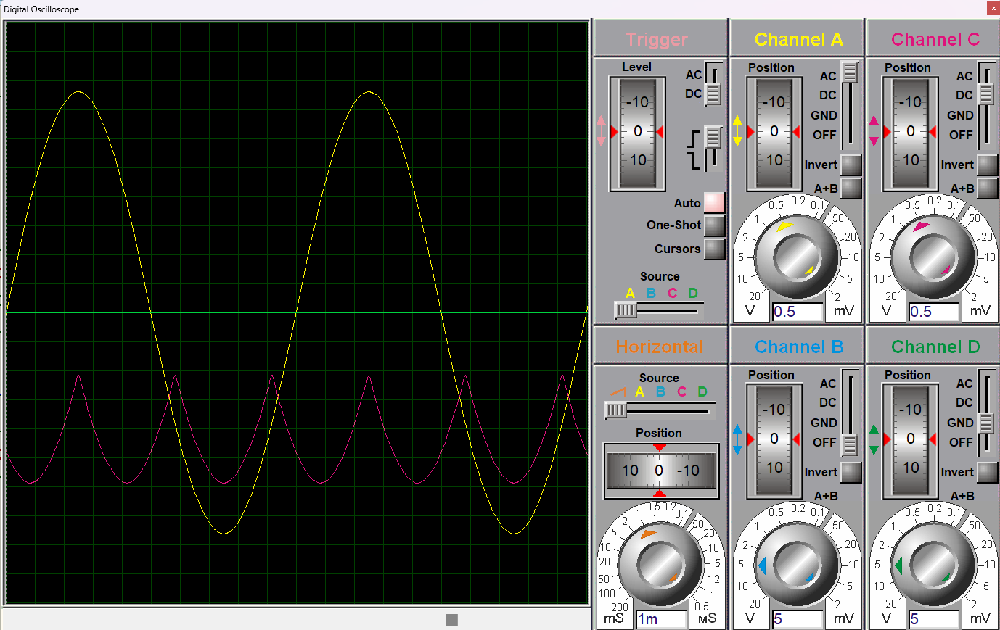 Digital Oscilloscope
x
Trigger
Level
AC
DC
-10
0
10
Auto
One-Shot
Cursors
Source
A B C D
Channel A
Position
AC
DC
GND
OFF
-10
0
10
Invert
A+B
20 10 5 2 1 0.5 0.2 0.1 50 20 10 5 2
V 0.5 mV
Channel C
Position
AC
DC
GND
OFF
-10
0
10
Invert
A+B
20 10 5 2 1 0.5 0.2 0.1 50 20 10 5 2
V 0.5 mV
Horizontal
Source
A B C D
Position
10 0 -10
200 100 50 20 10 5 2 1 0.5 0.2 0.1 50 20 10 5 2 1 0.5
mS 1m мS
Channel B
Position
AC
DC
GND
OFF
-10
0
10
Invert
A+B
20 10 5 2 1 0.5 0.2 0.1 50 20 10 5 2
V 5 mV
Channel D
Position
AC
DC
GND
OFF
-10
0
10
Invert
A+B
20 10 5 2 1 0.5 0.2 0.1 50 20 10 5 2
V 5 mV